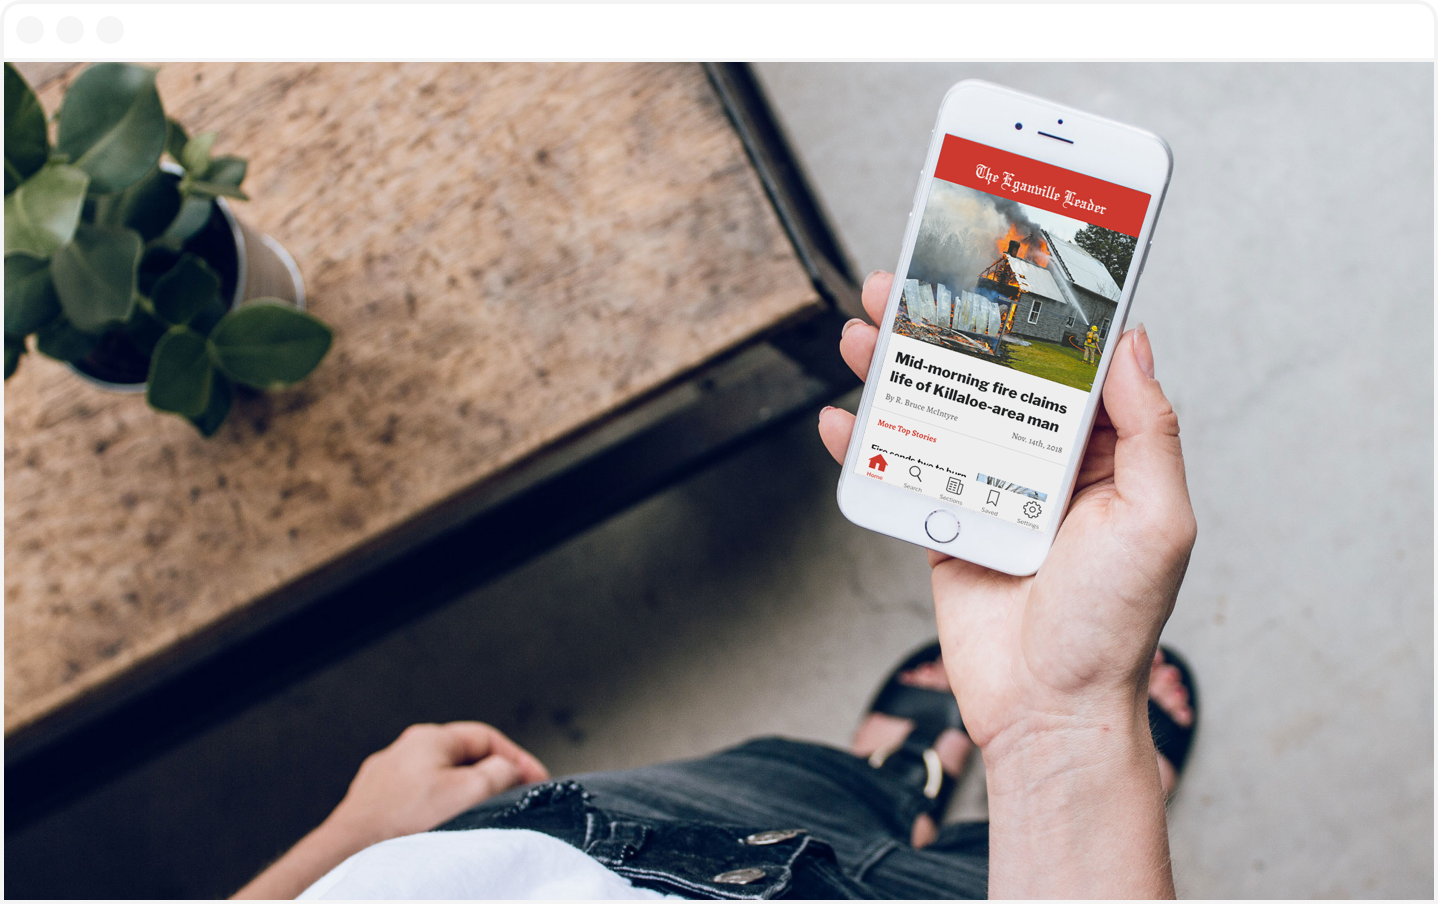 The Eganville Leader
Mid-morning fire claims
life of Killaloe-area man
By R. Bruce McIntyre
Nov. 14th, 2018
More Top Stories
Fire sends two to burn
Home
Search
Sections
Saved
Settings